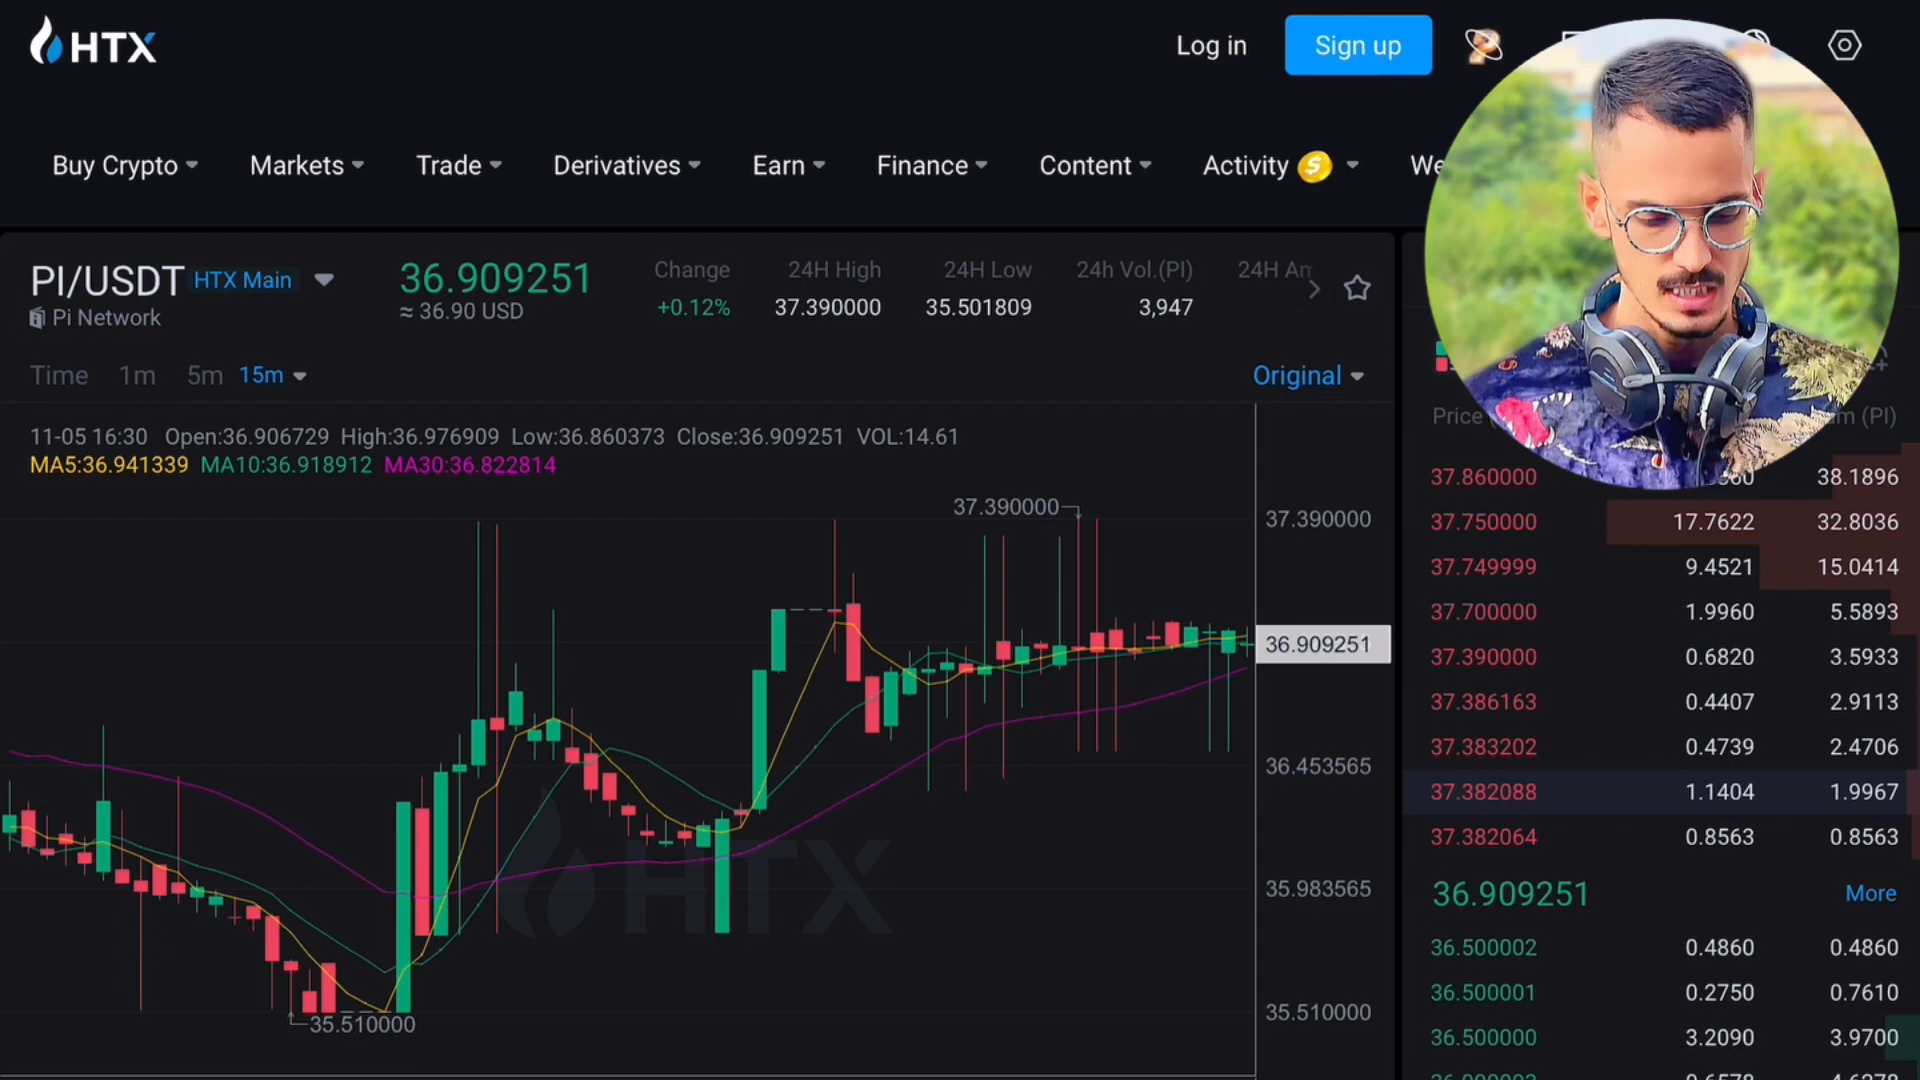 HTX
Log in
Sign up
Buy Crypto
Markets
Trade
Derivatives
Earn
Finance
Content
Activity
PI/USDT HTX Main
Pi Network
36.909251
≈ 36.90 USD
Change
+0.12%
24H High
37.390000
24H Low
35.501809
24h Vol.(PI)
3,947
24H
Time 1m 5m 15m
Original
11-05 16:30 Open:36.906729 High:36.976909 Low:36.860373 Close:36.909251 VOL:14.61
MA5:36.941339 MA10:36.918912 MA30:36.822814
37.390000
35.510000
HTX
37.390000
36.909251
36.453565
35.983565
35.510000
Price (PI)
37.860000 38.1896
37.750000 17.7622 32.8036
37.749999 9.4521 15.0414
37.700000 1.9960 5.5893
37.390000 0.6820 3.5933
37.386163 0.4407 2.9113
37.383202 0.4739 2.4706
37.382088 1.1404 1.9967
37.382064 0.8563 0.8563
36.909251 More
36.500002 0.4860 0.4860
36.500001 0.2750 0.7610
36.500000 3.2090 3.9700